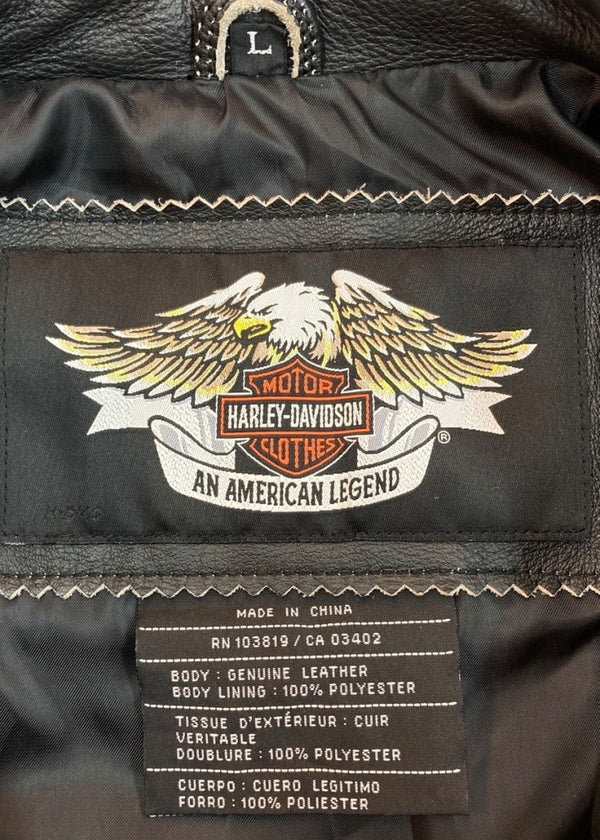 L
MOTOR
HARLEY-DAVIDSON
CLOTHES
®
AN AMERICAN LEGEND
MADE IN CHINA
RN 103819 / CA 03402
BODY : GENUINE LEATHER
BODY LINING : 100% POLYESTER
TISSUE D'EXTÉRIEUR : CUIR
VERITABLE
DOUBLURE : 100% POLYESTER
CUERPO : CUERO LEGITIMO
FORRO : 100% POLIESTER